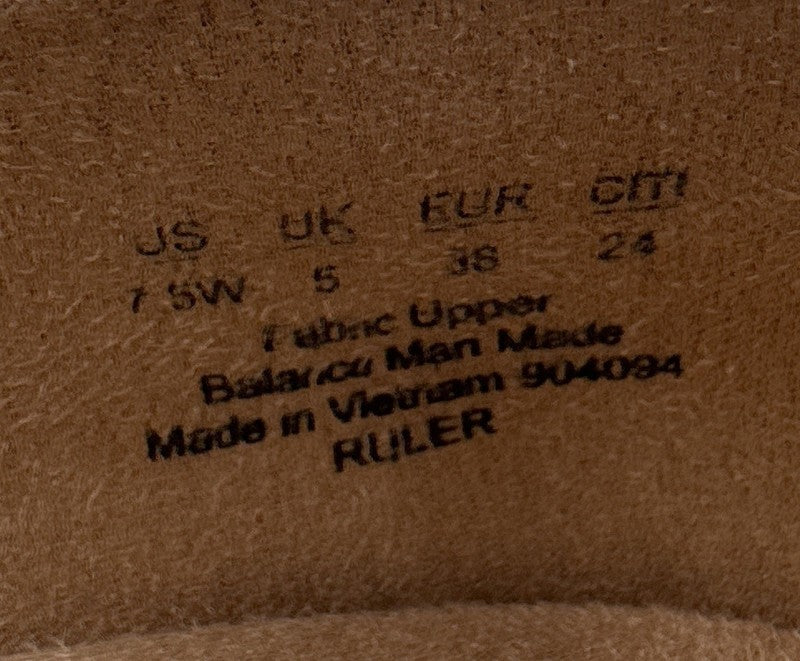 US UK EUR CM
7.5W 5 38 24
Fabric Upper
Balance Man Made
Made in Vietnam 904094
RULER